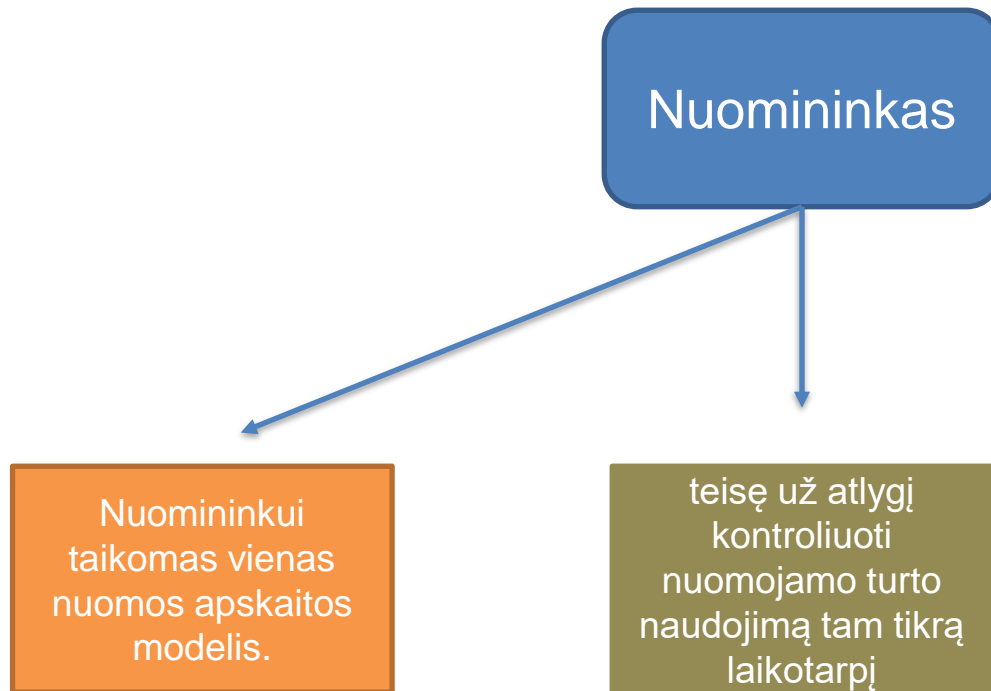 Nuomininkas
Nuomininkui
taikomas vienas
nuomos apskaitos
modelis.
teisę už atlygį
kontroliuoti
nuomojamo turto
naudojimą tam tikrą
laikotarpį